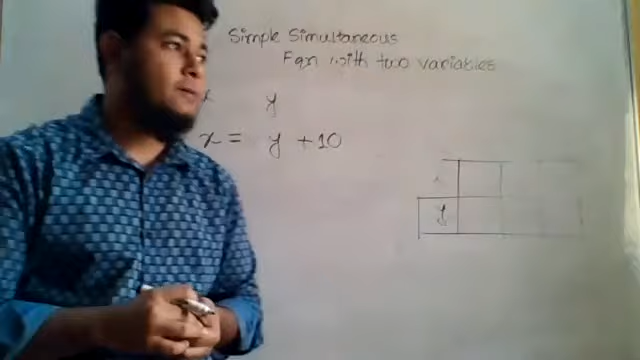 Simple Simultaneous
Eqn with two variables
x y
x = y + 10
y